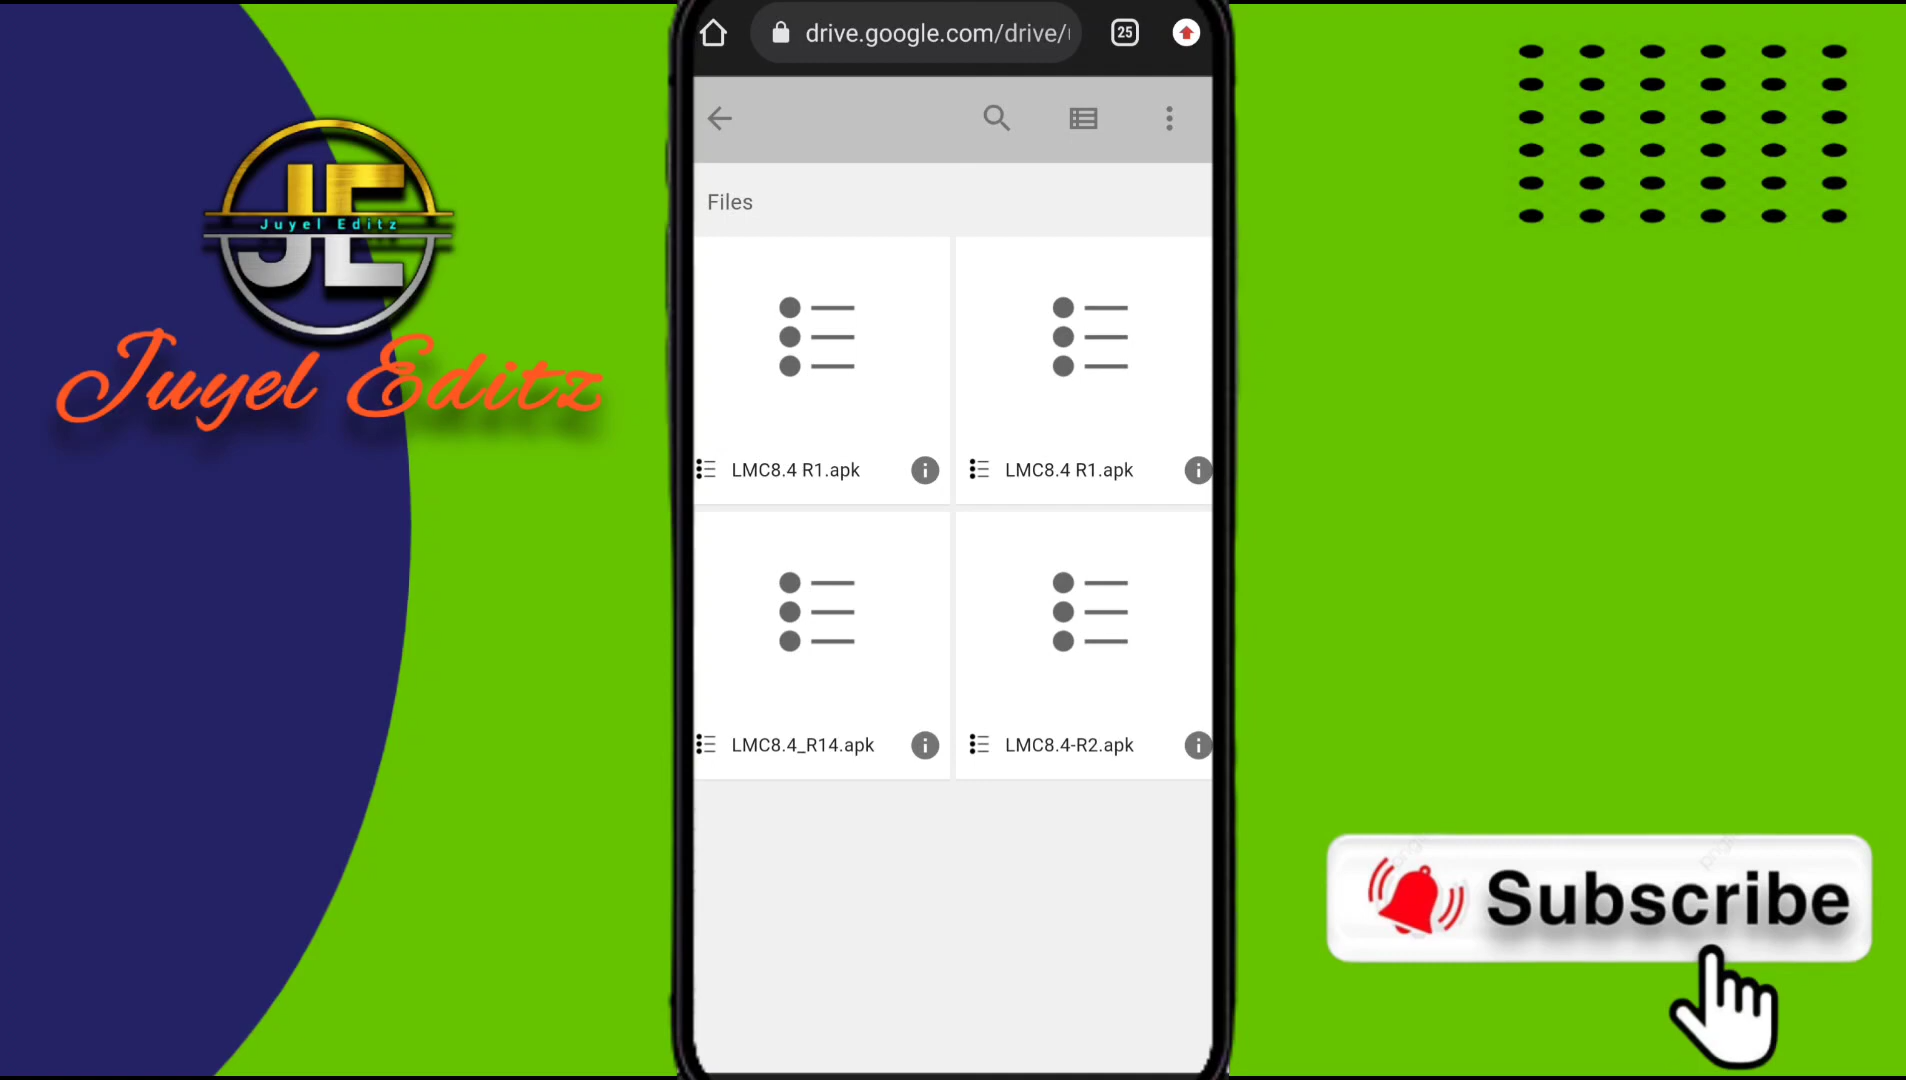 drive.google.com/drive/
25
JE
Juyel Editz
Juyel Editz
Files
LMC8.4 R1.apk
LMC8.4 R1.apk
LMC8.4_R14.apk
LMC8.4-R2.apk
Subscribe